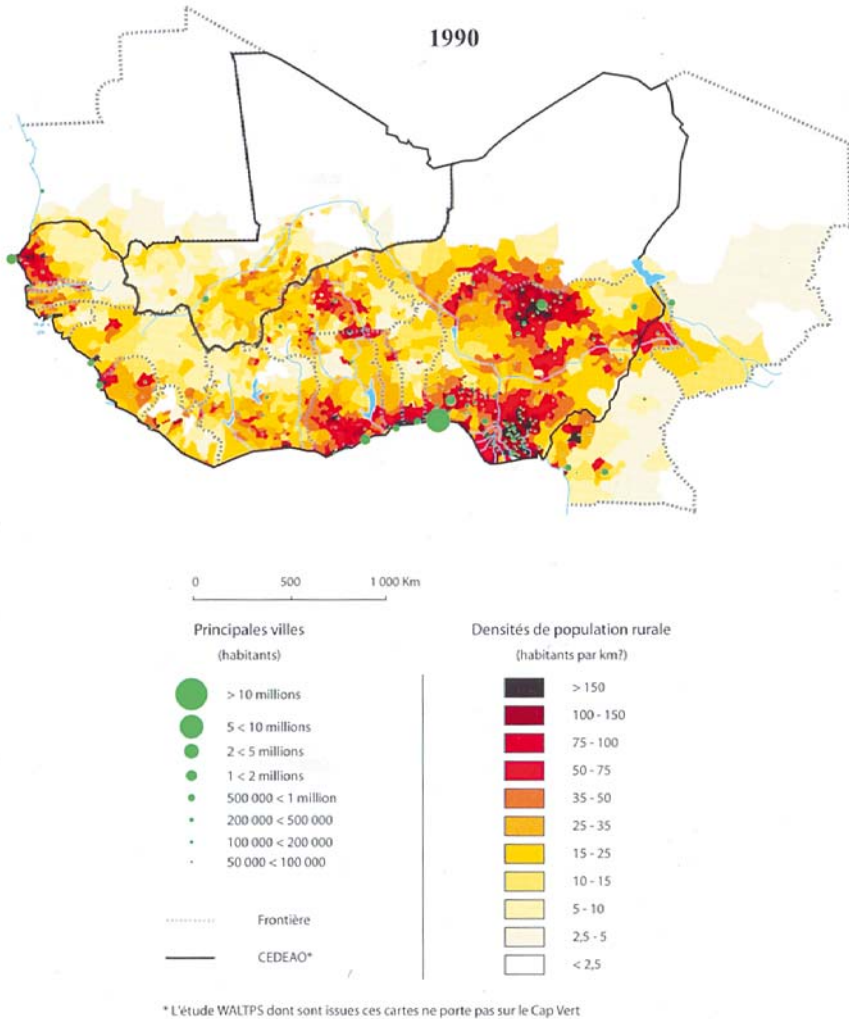 1990
0 500 1 000 Km
Principales villes
(habitants)
> 10 millions
5 < 10 millions
2 < 5 millions
1 < 2 millions
500 000 < 1 million
200 000 < 500 000
100 000 < 200 000
50 000 < 100 000
Frontière
CEDEAO*
Densités de population rurale
(habitants par km?)
> 150
100 - 150
75 - 100
50 - 75
35 - 50
25 - 35
15 - 25
10 - 15
5 - 10
2,5 - 5
< 2,5
* L'étude WALTPS dont sont issues ces cartes ne porte pas sur le Cap Vert